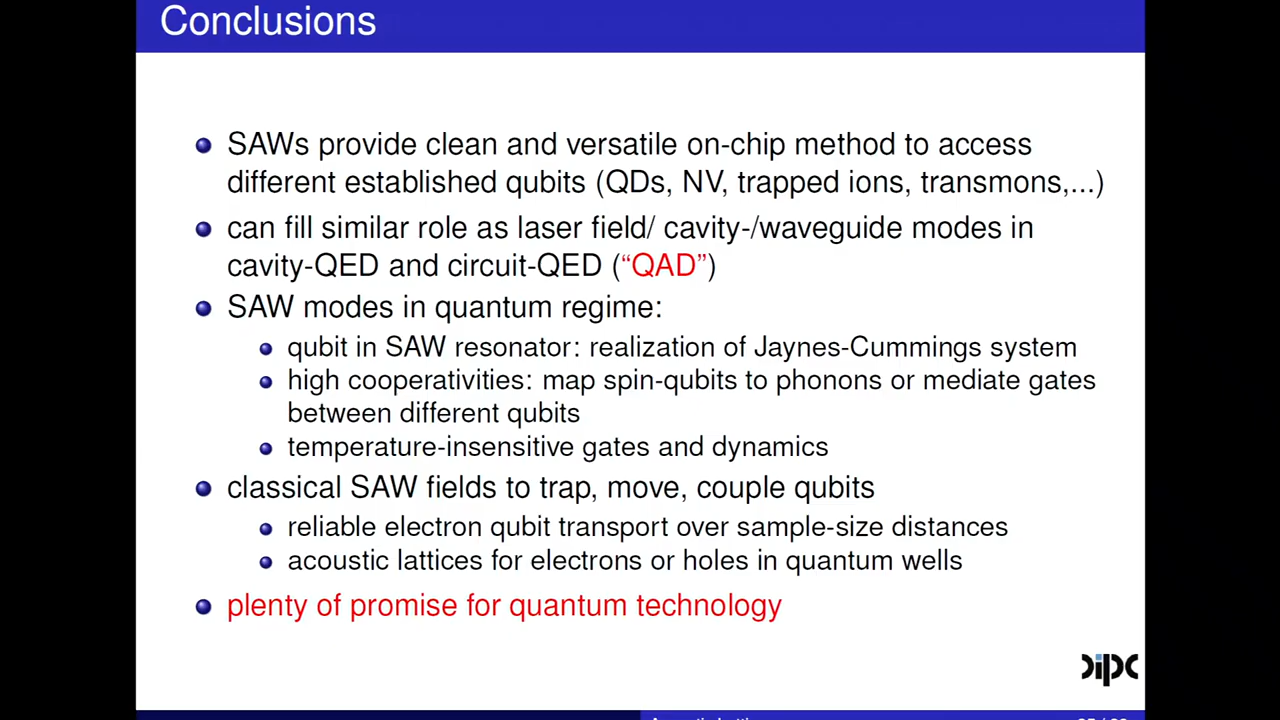 Conclusions
SAWs provide clean and versatile on-chip method to access
different established qubits (QDs, NV, trapped ions, transmons,...)
can fill similar role as laser field/ cavity-/waveguide modes in
cavity-QED and circuit-QED (“QAD”)
SAW modes in quantum regime:
qubit in SAW resonator: realization of Jaynes-Cummings system
high cooperativities: map spin-qubits to phonons or mediate gates
between different qubits
temperature-insensitive gates and dynamics
classical SAW fields to trap, move, couple qubits
reliable electron qubit transport over sample-size distances
acoustic lattices for electrons or holes in quantum wells
plenty of promise for quantum technology
dipc